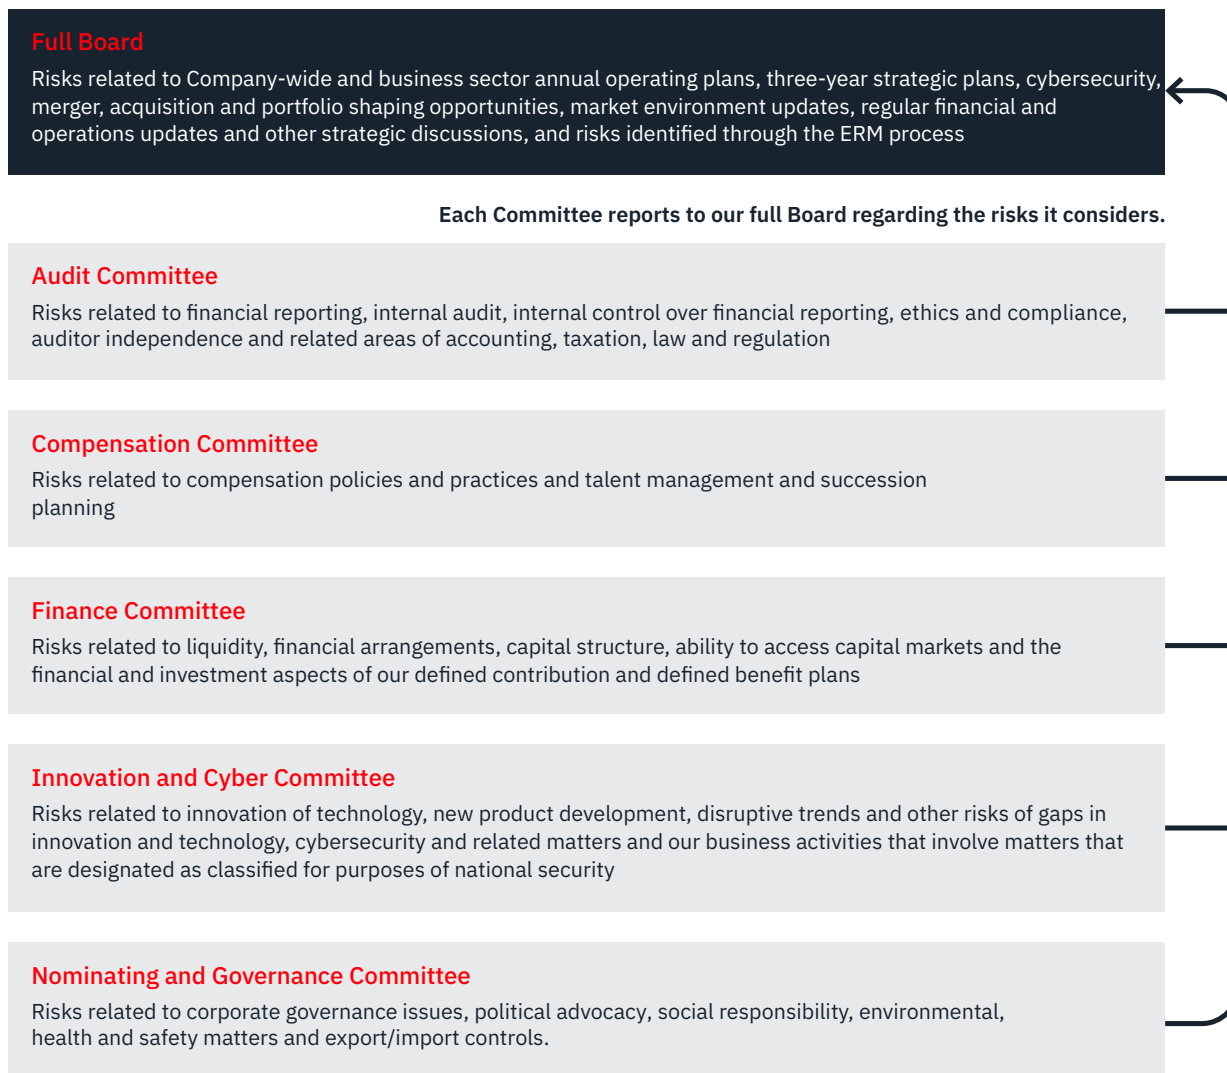 Full Board
Risks related to Company-wide and business sector annual operating plans, three-year strategic plans, cybersecurity,
merger, acquisition and portfolio shaping opportunities, market environment updates, regular financial and
operations updates and other strategic discussions, and risks identified through the ERM process
Each Committee reports to our full Board regarding the risks it considers.
Audit Committee
Risks related to financial reporting, internal audit, internal control over financial reporting, ethics and compliance,
auditor independence and related areas of accounting, taxation, law and regulation
Compensation Committee
Risks related to compensation policies and practices and talent management and succession
planning
Finance Committee
Risks related to liquidity, financial arrangements, capital structure, ability to access capital markets and the
financial and investment aspects of our defined contribution and defined benefit plans
Innovation and Cyber Committee
Risks related to innovation of technology, new product development, disruptive trends and other risks of gaps in
innovation and technology, cybersecurity and related matters and our business activities that involve matters that
are designated as classified for purposes of national security
Nominating and Governance Committee
Risks related to corporate governance issues, political advocacy, social responsibility, environmental,
health and safety matters and export/import controls.